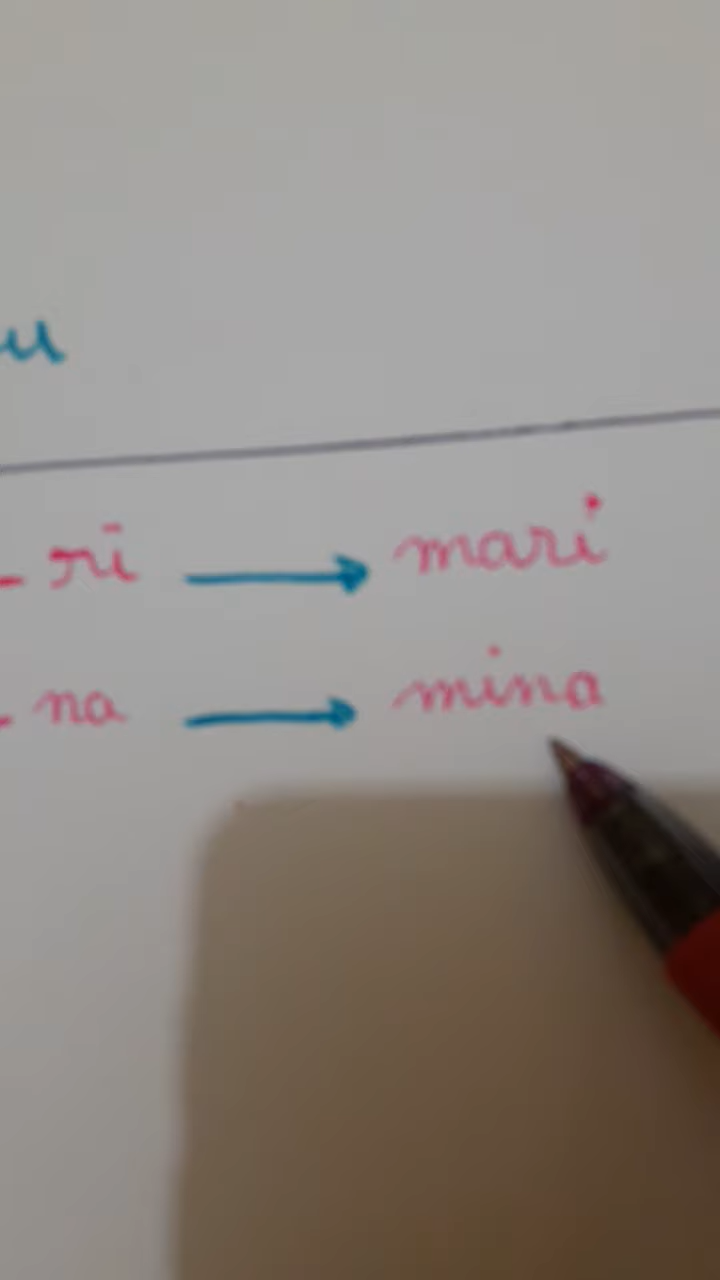 u
- ri → mari
- na → mina